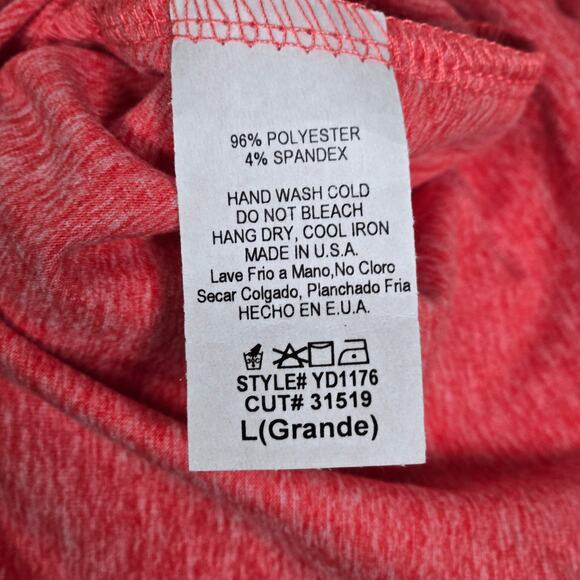 96% POLYESTER
4% SPANDEX
HAND WASH COLD
DO NOT BLEACH
HANG DRY, COOL IRON
MADE IN U.S.A.
Lave Frio a Mano,No Cloro
Secar Colgado, Planchado Fria
HECHO EN E.U.A.
STYLE# YD1176
CUT# 31519
L(Grande)